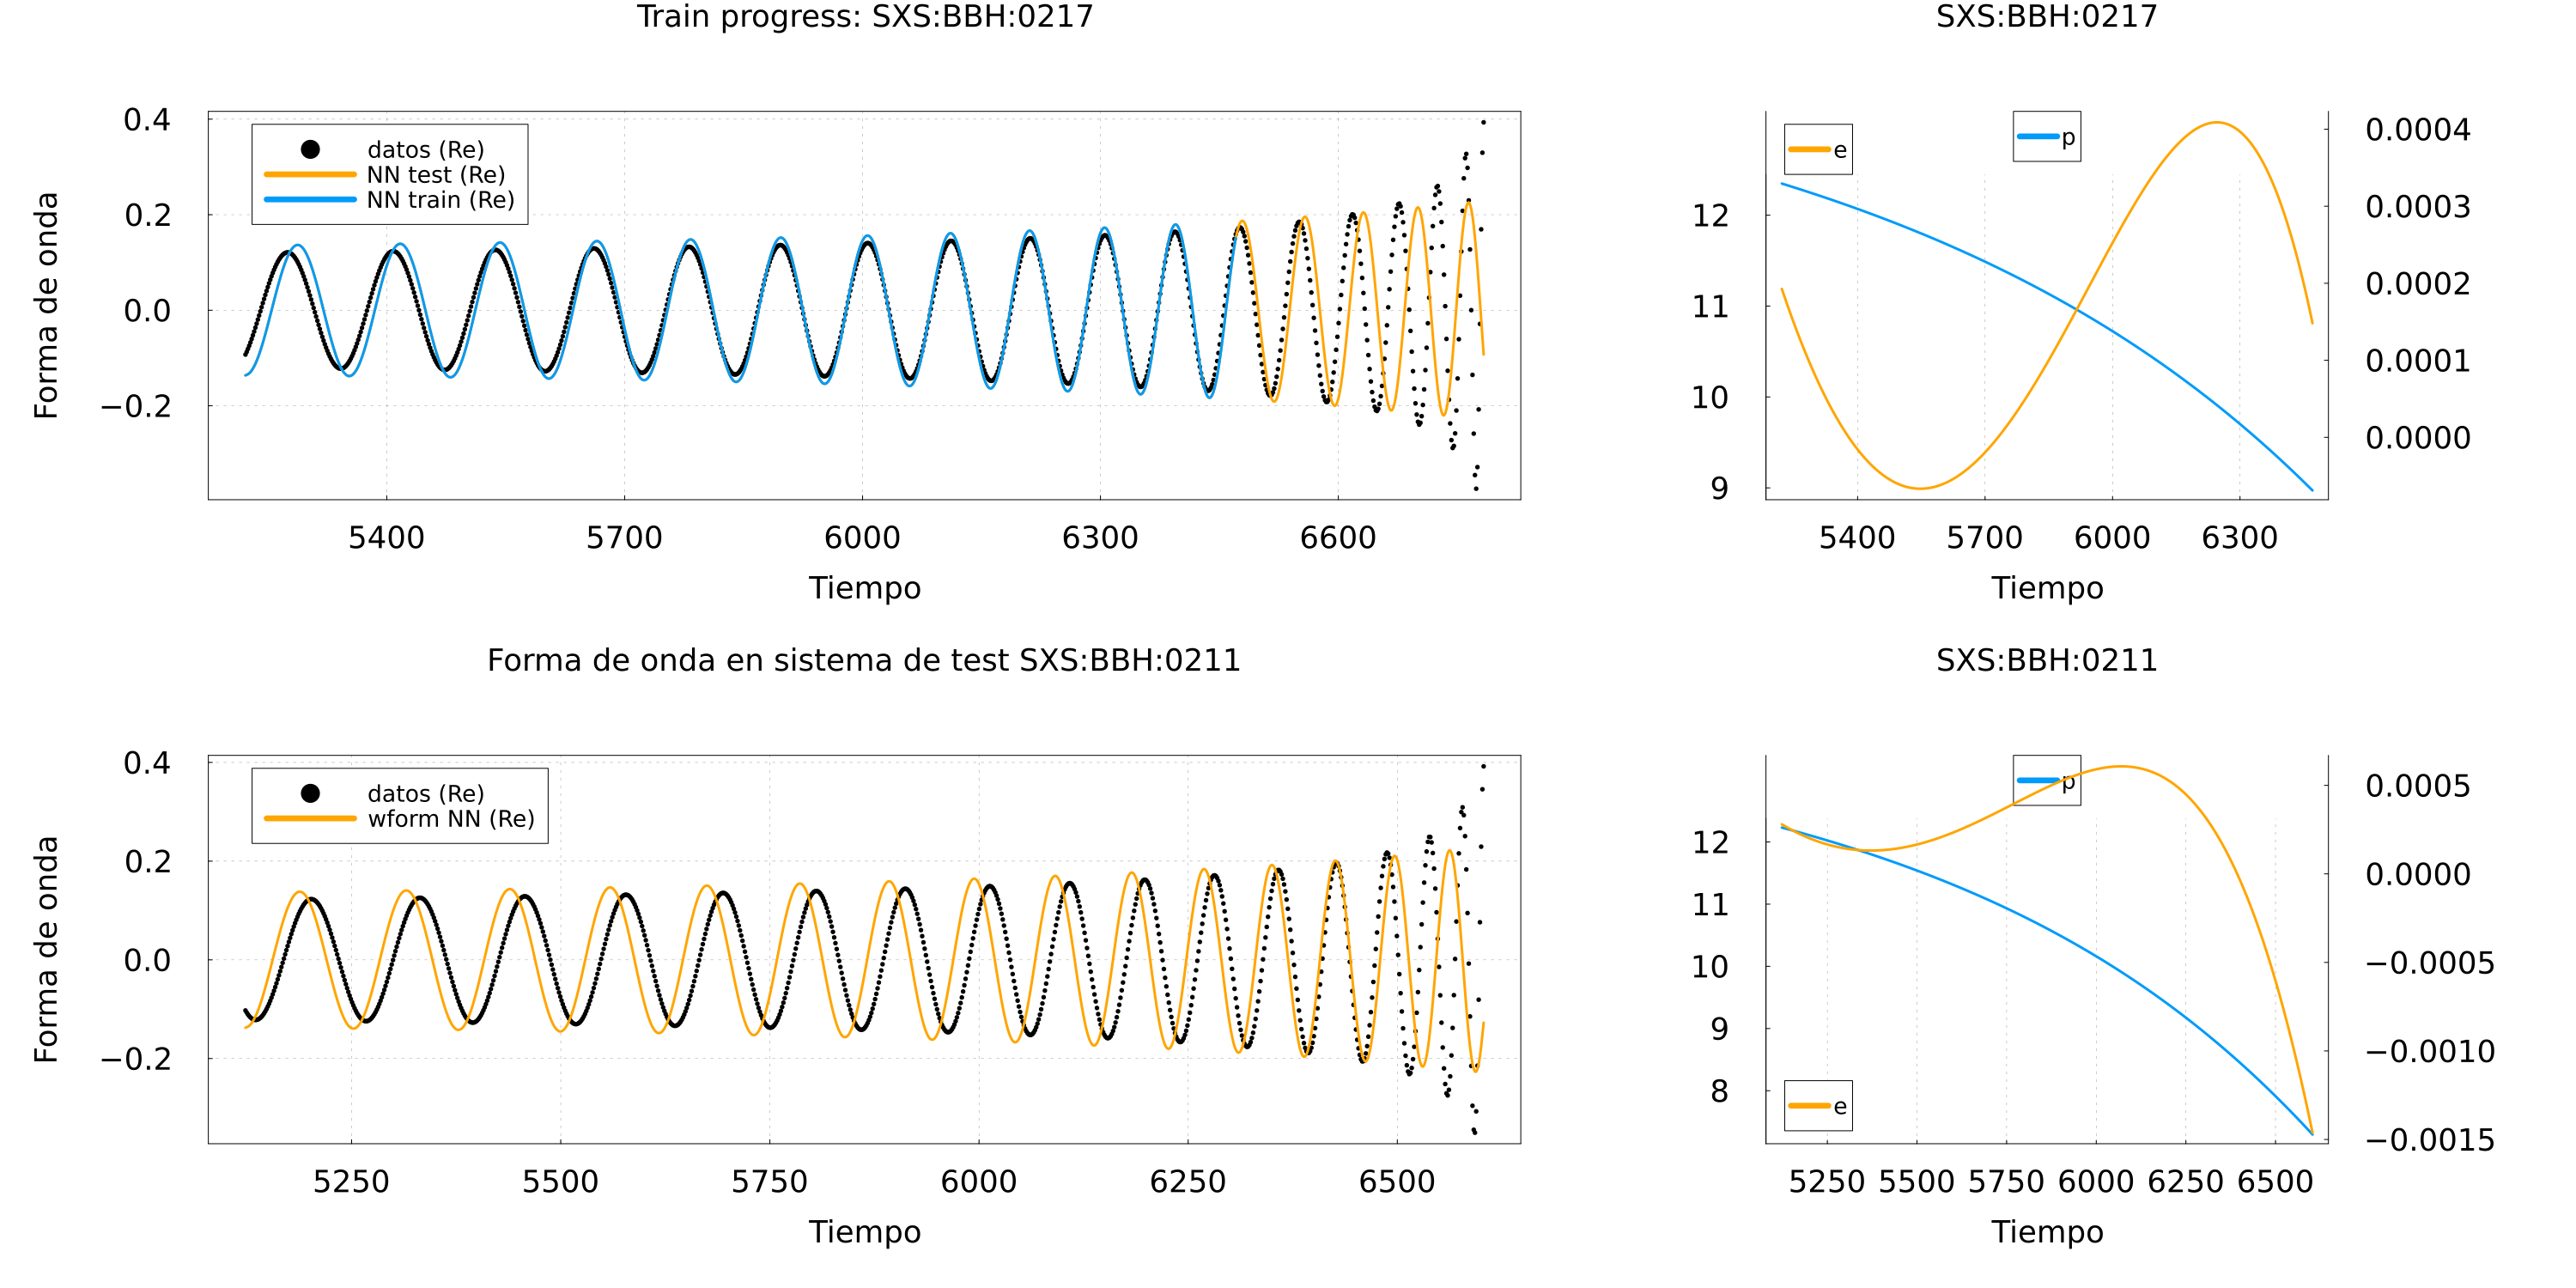 Train progress: SXS:BBH:0217
0.4
0.2
0.0
−0.2
Forma de onda
datos (Re)
NN test (Re)
NN train (Re)
5400 5700 6000 6300 6600
Tiempo
SXS:BBH:0217
e
p
12
11
10
9
0.0004
0.0003
0.0002
0.0001
0.0000
5400 5700 6000 6300
Tiempo
Forma de onda en sistema de test SXS:BBH:0211
0.4
0.2
0.0
−0.2
Forma de onda
datos (Re)
wform NN (Re)
5250 5500 5750 6000 6250 6500
Tiempo
SXS:BBH:0211
p
e
12
11
10
9
8
0.0005
0.0000
−0.0005
−0.0010
−0.0015
5250 5500 5750 6000 6250 6500
Tiempo